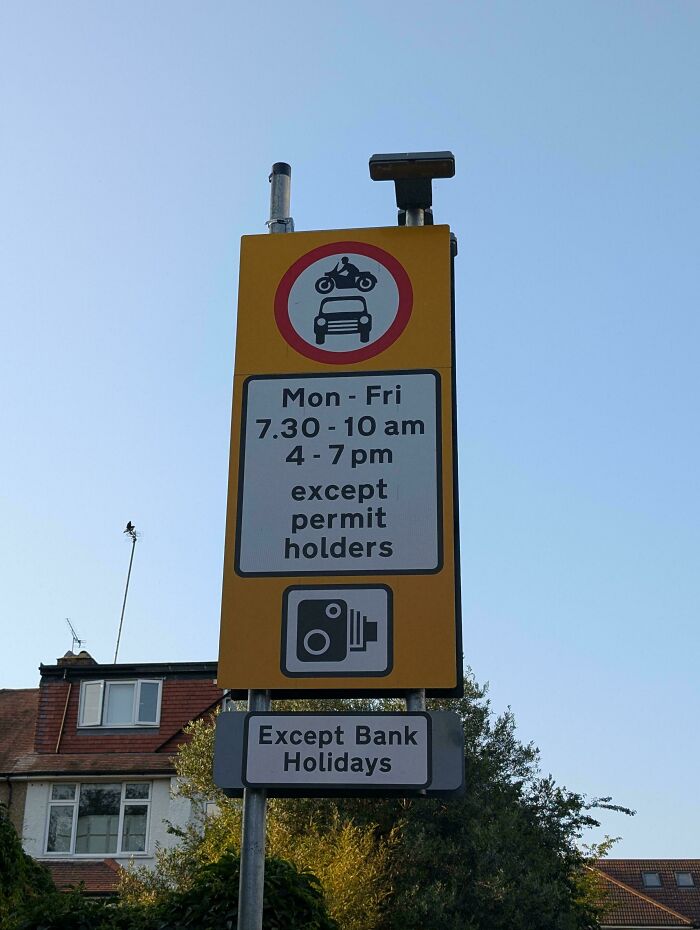 Mon - Fri
7.30 - 10 am
4 - 7 pm
except
permit
holders
Except Bank
Holidays